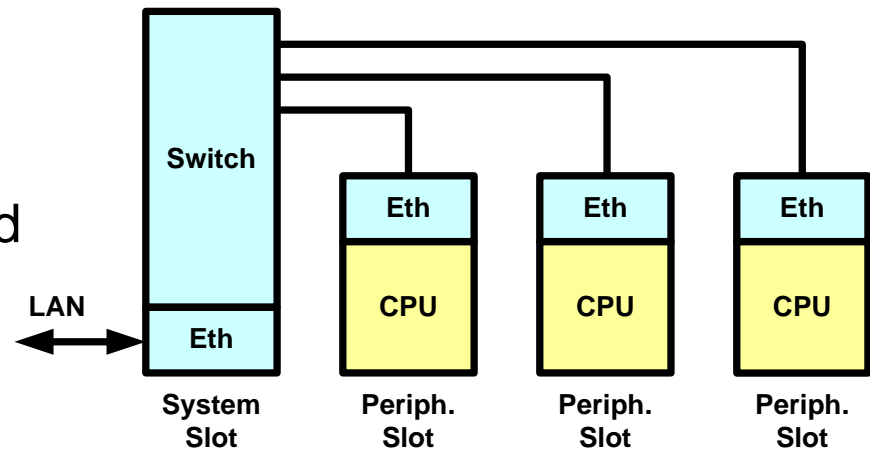 Switch
Eth
Eth
Eth
d
LAN
CPU
CPU
CPU
Eth
System
Slot
Periph.
Slot
Periph.
Slot
Periph.
Slot